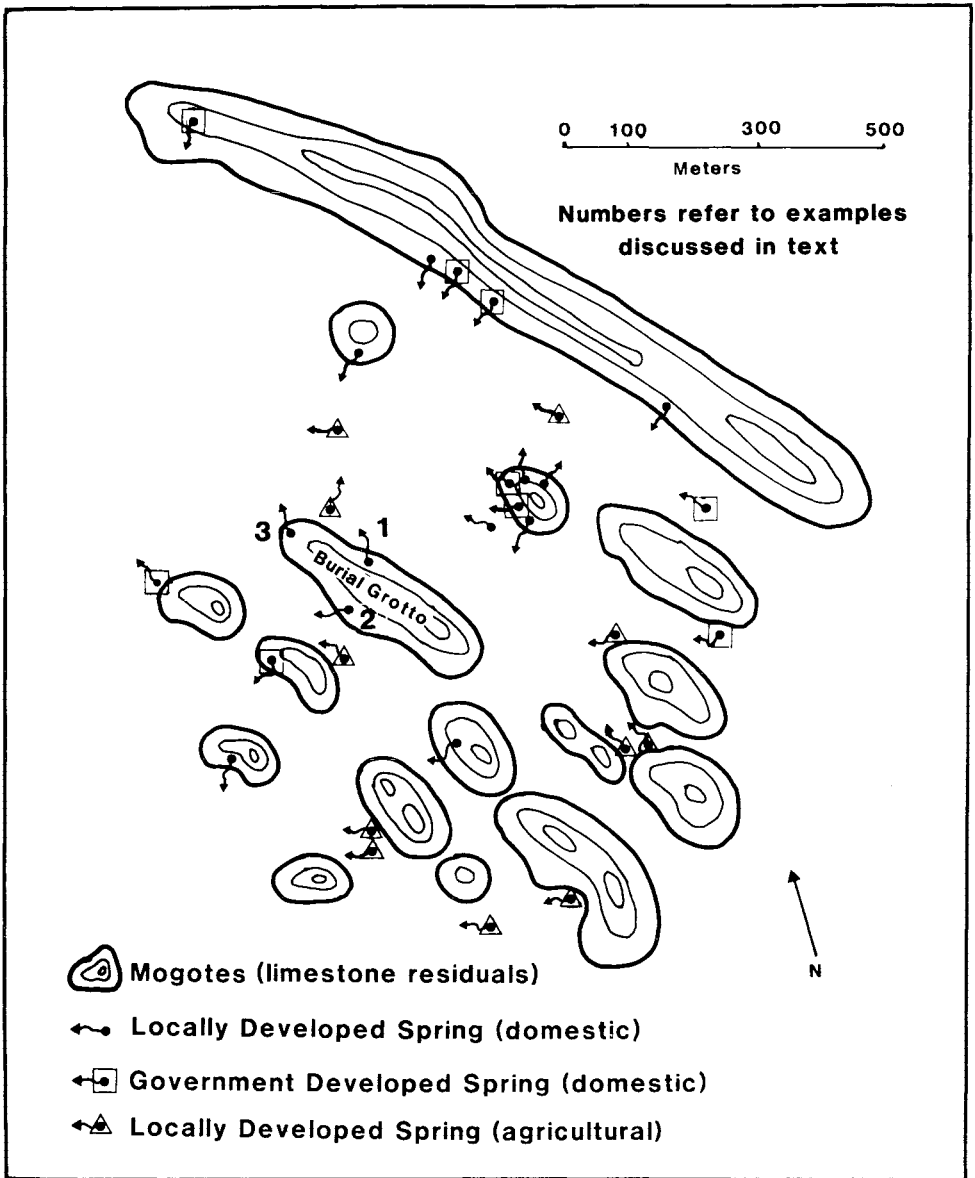 0 100 300 500
Meters
Numbers refer to examples
discussed in text
3
1
Burial Grotto
2
N
Mogotes (limestone residuals)
Locally Developed Spring (domestic)
Government Developed Spring (domestic)
Locally Developed Spring (agricultural)